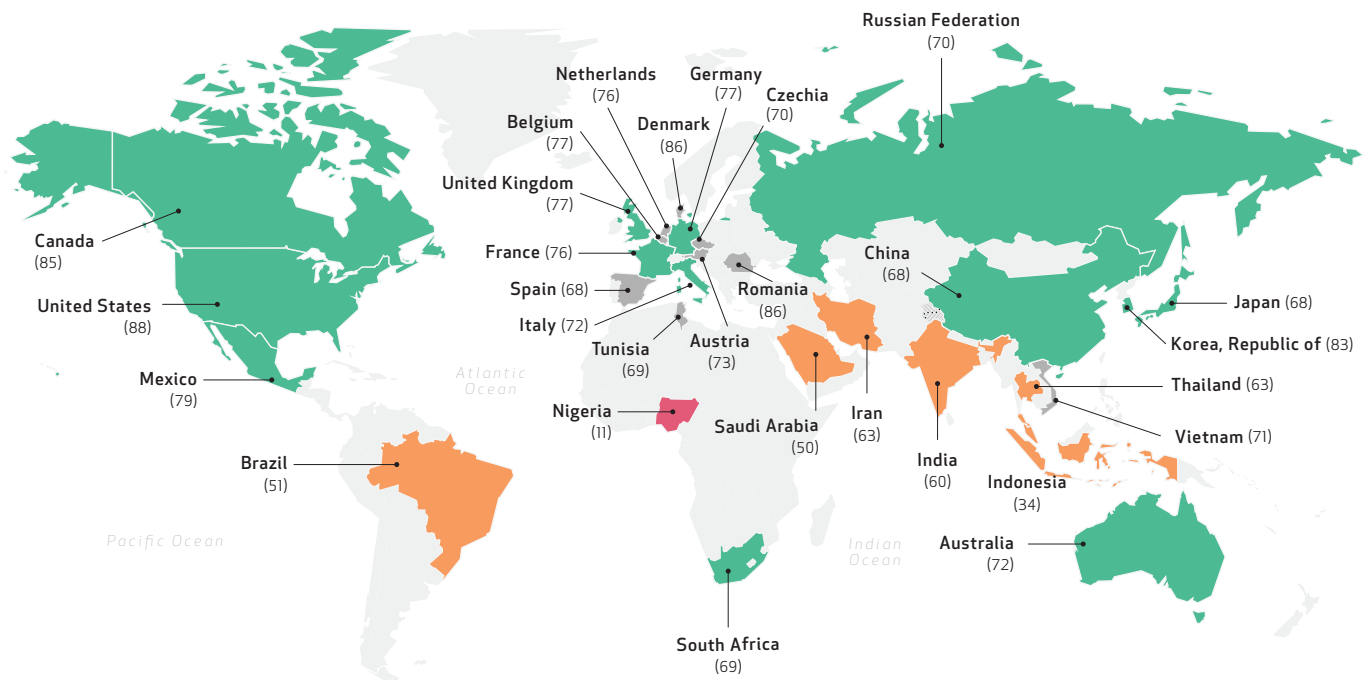 Russian Federation
(70)
Netherlands
(76)
Germany
(77)
Czechia
(70)
Belgium
(77)
Denmark
(86)
United Kingdom
(77)
Canada
(85)
France (76)
China
(68)
Spain (68)
Romania
(86)
United States
(88)
Japan (68)
Italy (72)
Korea, Republic of (83)
Tunisia
(69)
Austria
(73)
Mexico
(79)
Atlantic
Ocean
Thailand (63)
Nigeria
(11)
Saudi Arabia
(50)
Iran
(63)
Vietnam (71)
Brazil
(51)
India
(60)
Indonesia
(34)
Pacific Ocean
Indian
Ocean
Australia
(72)
South Africa
(69)